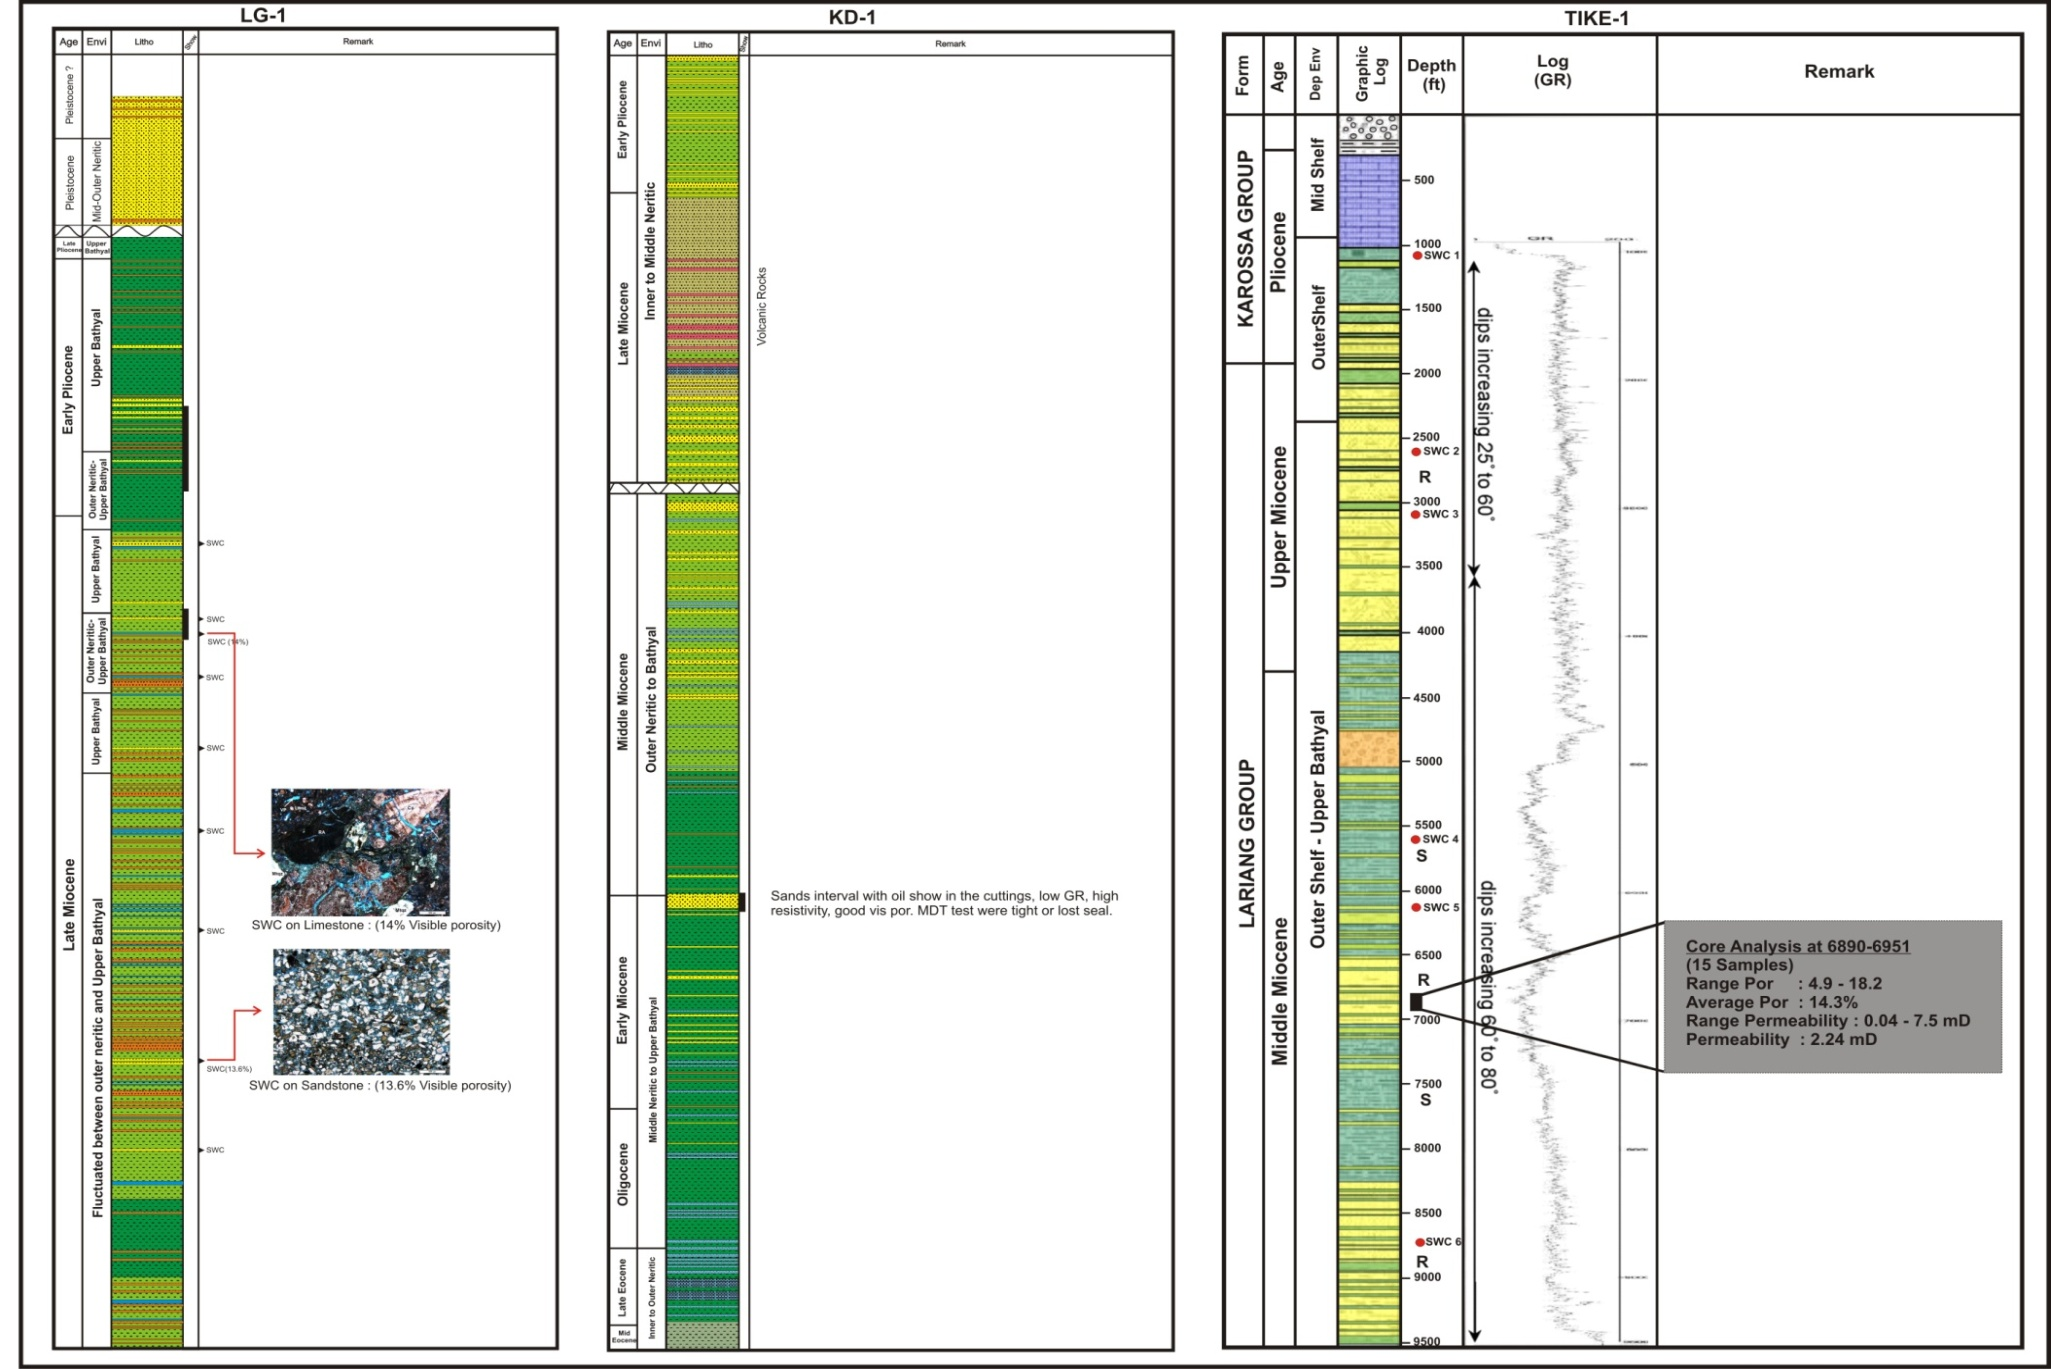 LG-1
Age
Envi
Litho
Show
Remark
Pleistocene ?
Pleistocene
Mid-Outer Neritic
Late
Pliocene
Upper
Bathyal
Early Pliocene
Upper Bathyal
Outer Neritic-
Upper Bathyal
Late Miocene
Upper Bathyal
Outer Neritic-
Upper Bathyal
Upper Bathyal
Fluctuated between outer neritic and Upper Bathyal
SWC
SWC
SWC (14%)
SWC
SWC
SWC
SWC
SWC(13.6%)
SWC
SWC on Limestone : (14% Visible porosity)
SWC on Sandstone : (13.6% Visible porosity)
KD-1
Age
Envi
Litho
Show
Remark
Early Pliocene
Late Miocene
Inner to Middle Neritic
Volcanic Rocks
Middle Miocene
Outer Neritic to Bathyal
Sands interval with oil show in the cuttings, low GR, high
resistivity, good vis por. MDT test were tight or lost seal.
Early Miocene
Middle Neritic to Upper Bathyal
Oligocene
Late Eocene
Inner to Outer Neritic
Mid
Eocene
TIKE-1
Form
Age
Dep Env
Graphic
Log
Depth
(ft)
Log
(GR)
Remark
KAROSSA GROUP
Pliocene
Mid Shelf
OuterShelf
LARIANG GROUP
Upper Miocene
Middle Miocene
Outer Shelf - Upper Bathyal
500
1000
SWC 1
1500
2000
2500
SWC 2
R
3000
SWC 3
3500
4000
4500
5000
5500
SWC 4
S
6000
SWC 5
6500
R
7000
7500
S
8000
8500
SWC 6
R
9000
9500
GR
dips increasing 25° to 60°
dips increasing 60° to 80°
Core Analysis at 6890-6951
(15 Samples)
Range Por : 4.9 - 18.2
Average Por : 14.3%
Range Permeability : 0.04 - 7.5 mD
Permeability : 2.24 mD